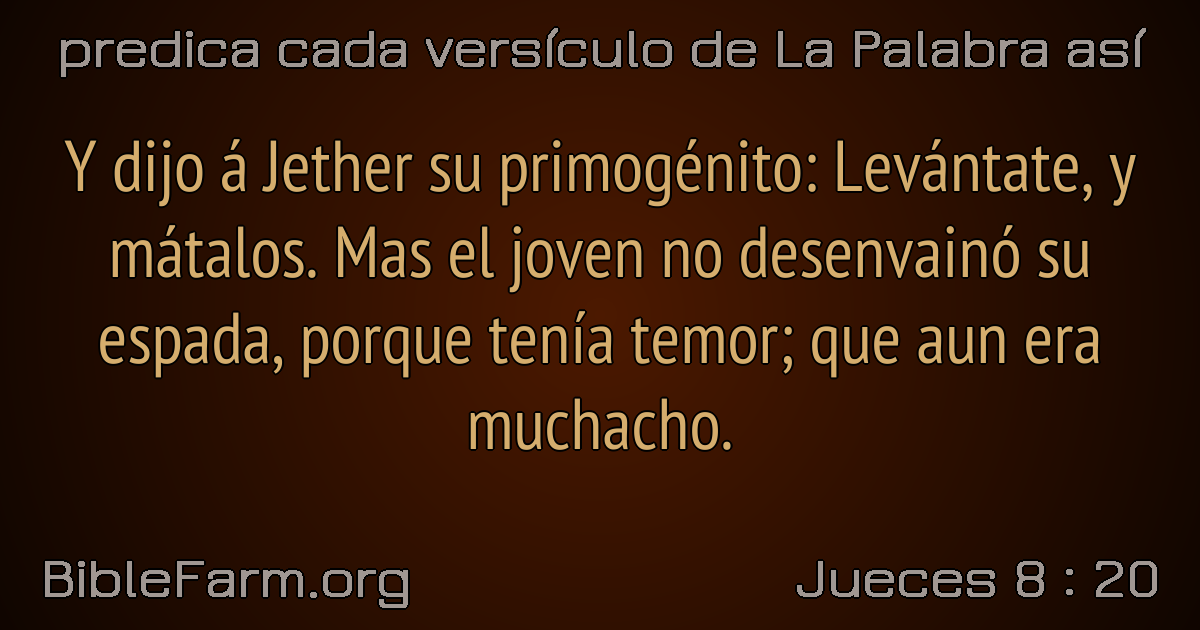 predica cada versículo de La Palabra así
Y dijo á Jether su primogénito: Levántate, y
mátalos. Mas el joven no desenvainó su
espada, porque tenía temor; que aun era
muchacho.
BibleFarm.org
Jueces 8 : 20